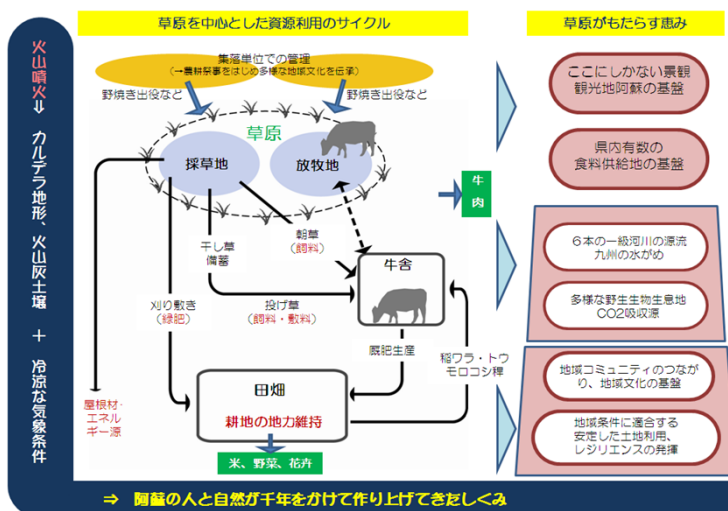 草原を中心とした資源利用のサイクル
草原がもたらす恵み
火山噴火⇒ カルデラ地形、火山灰土壌 + 冷涼な気象条件
集落単位での管理
(→農耕祭事をはじめ多様な地域文化を伝承)
野焼き出役など
野焼き出役など
草原
採草地
放牧地
牛
肉
朝草
(飼料)
干し草
備蓄
牛舎
刈り敷き
(緑肥)
投げ草
(飼料・敷料)
厩肥生産
稲ワラ・トウ
モロコシ稈
田畑
耕地の地力維持
屋根材・
エネル
ギー源
米、野菜、花卉
ここにしかない景観
観光地阿蘇の基盤
県内有数の
食料供給地の基盤
6本の一級河川の源流
九州の水がめ
多様な野生生物生息地
CO2吸収源
地域コミュニティのつなが
り、地域文化の基盤
地域条件に適合する
安定した土地利用、
レジリエンスの発揮
⇒ 阿蘇の人と自然が千年をかけて作り上げてきたしくみ